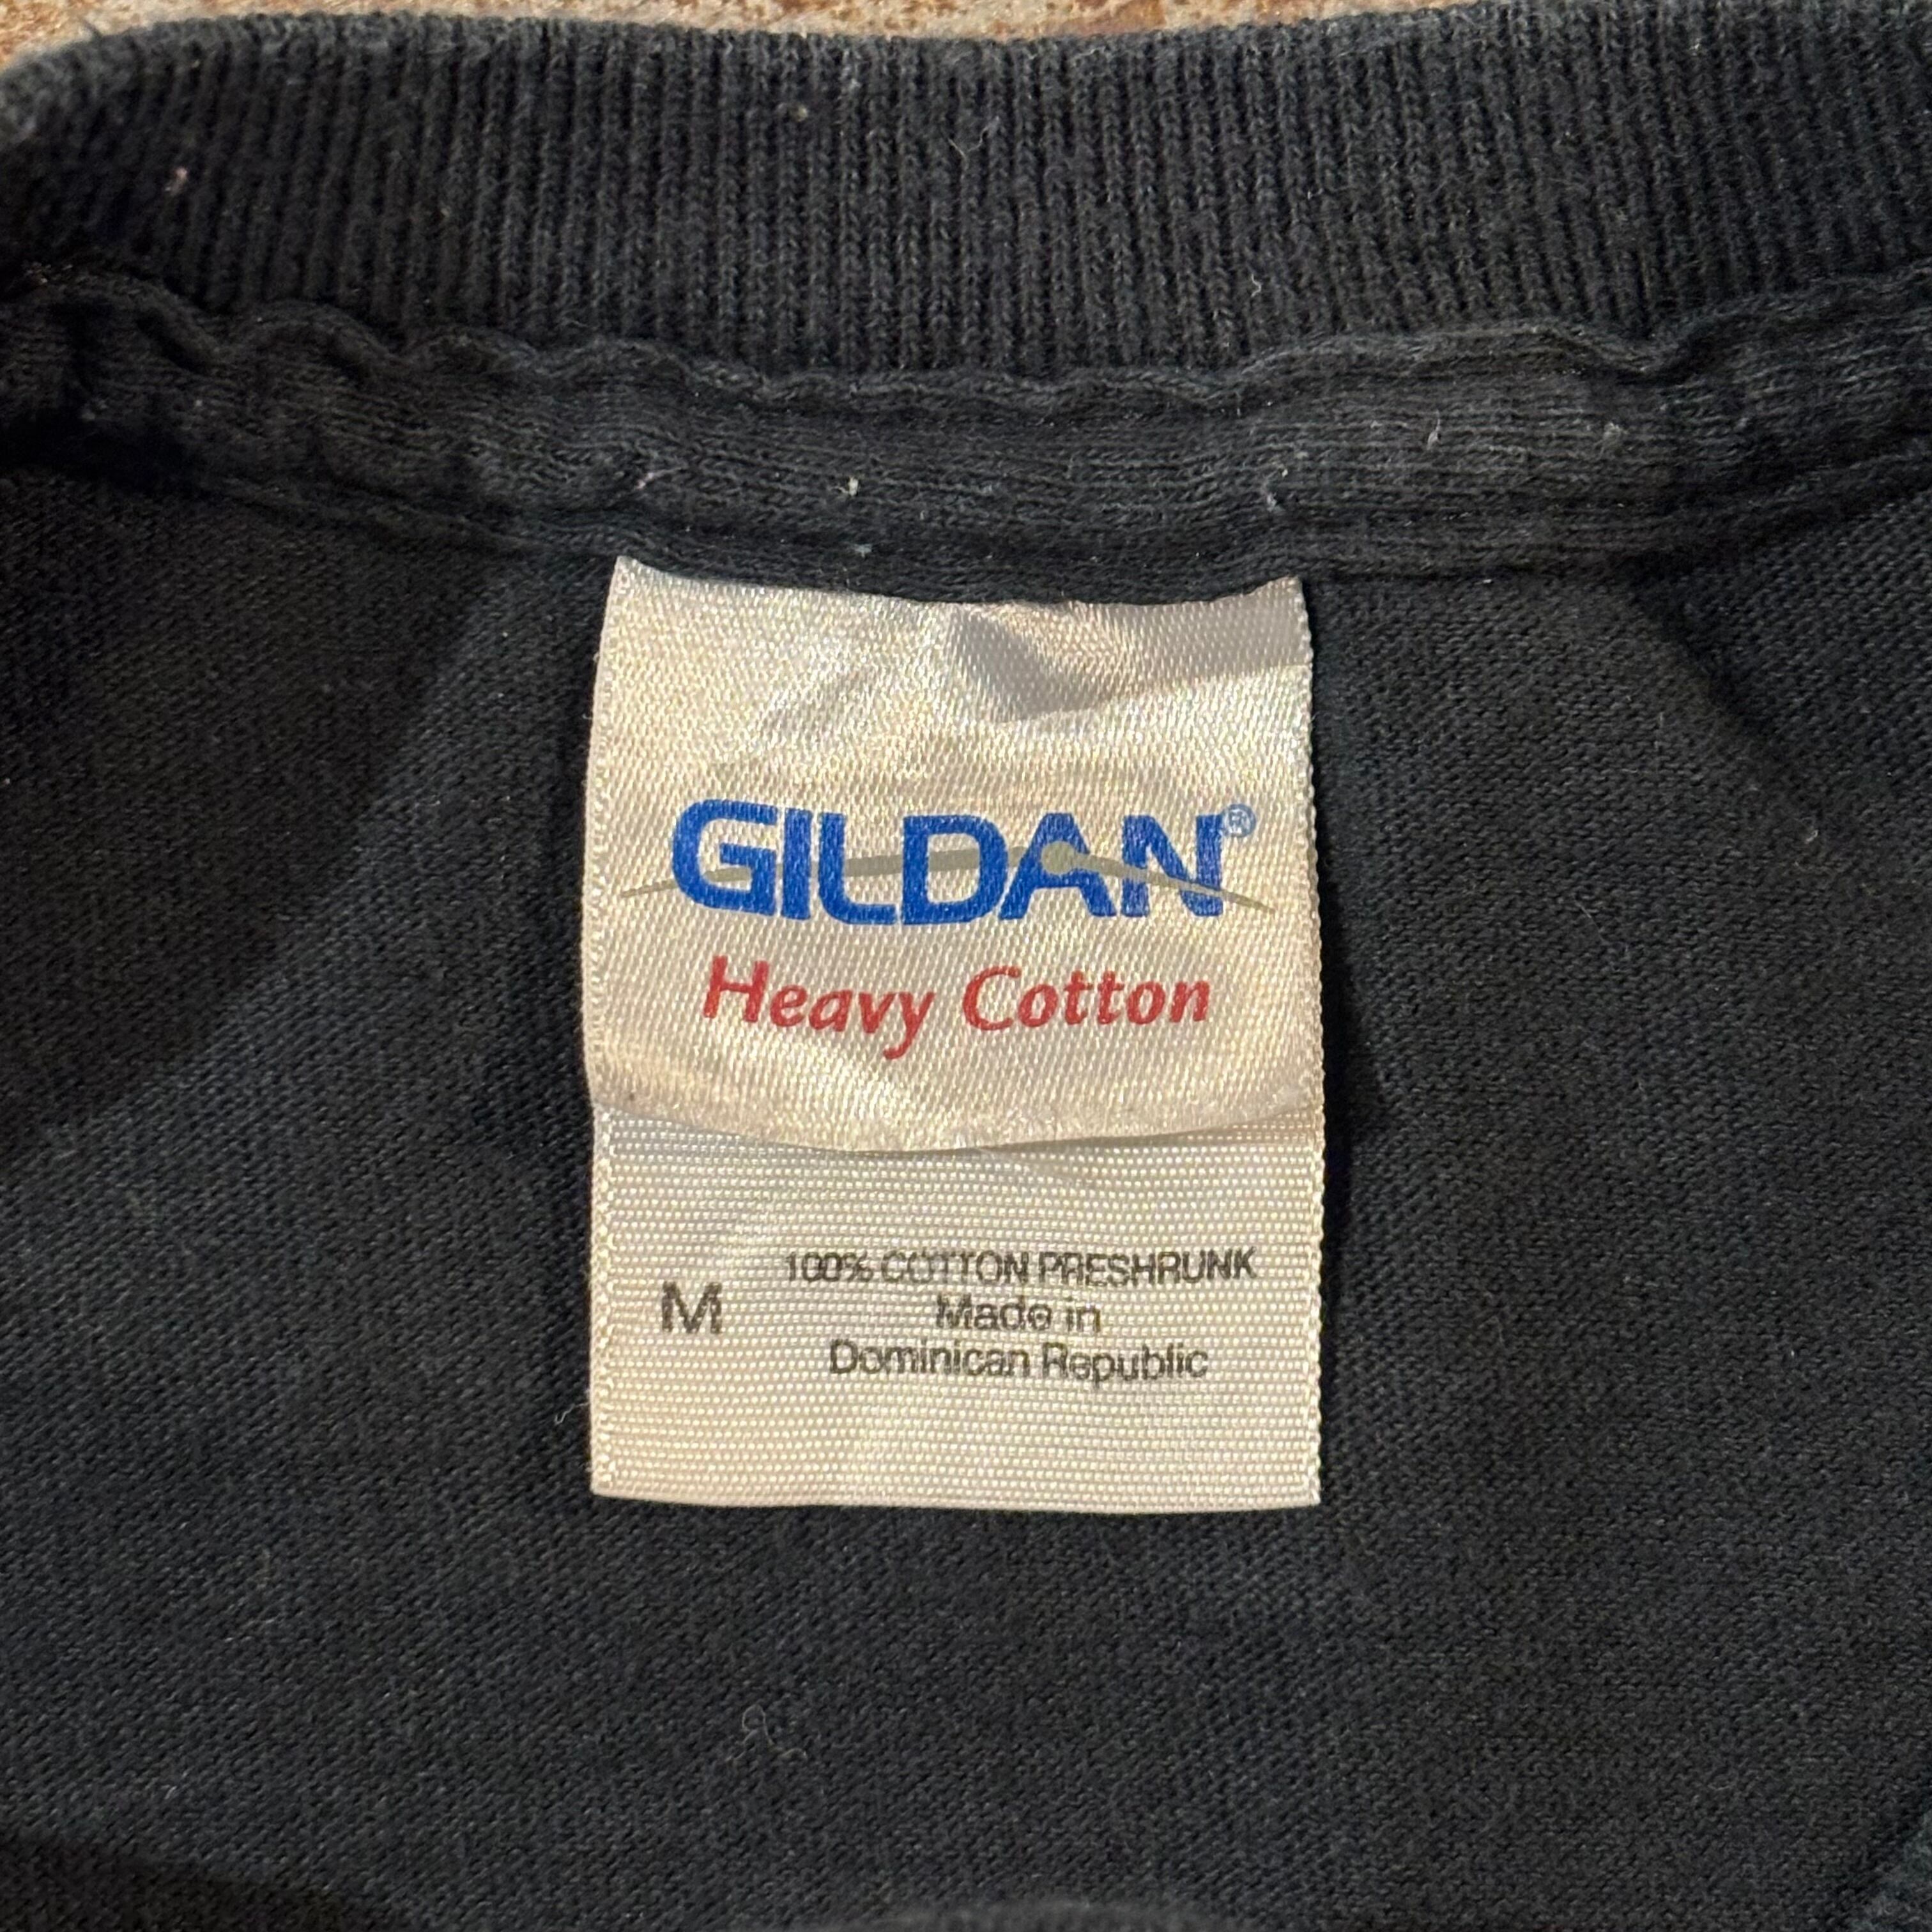 GILDAN®
Heavy Cotton
100% COTTON PRESHRUNK
M
Made in
Dominican Republic